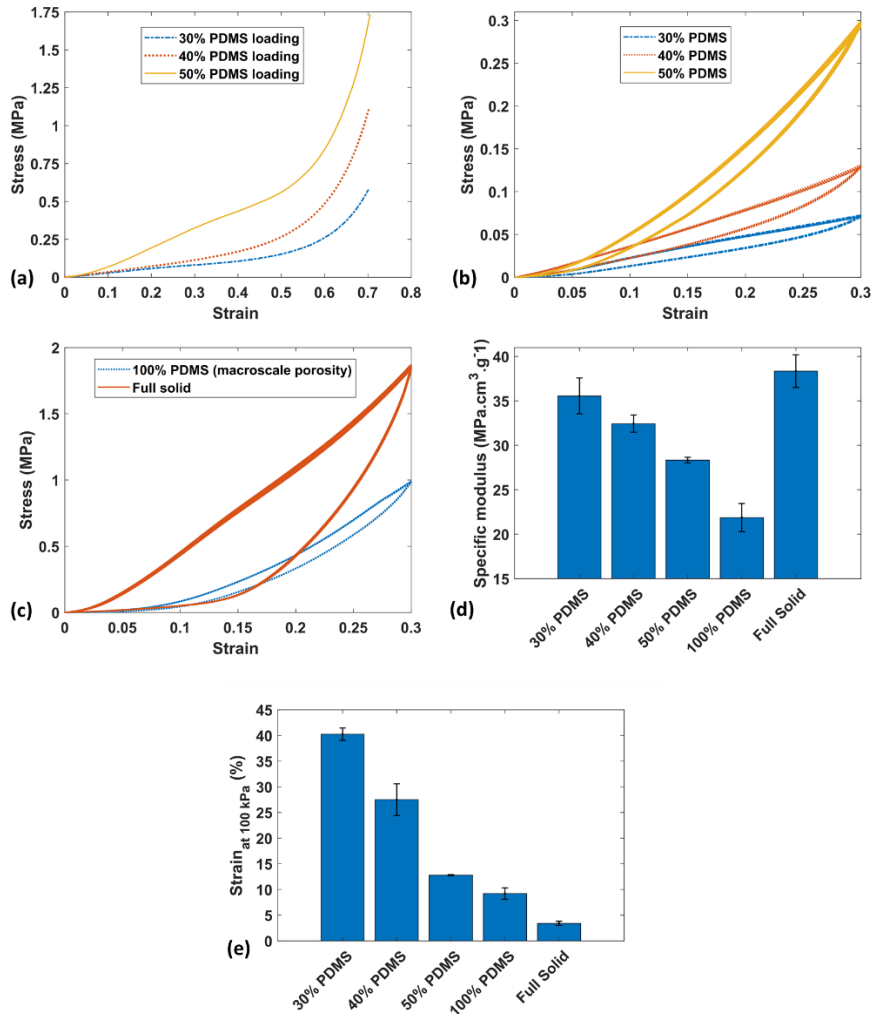 1.75
1.5
1.25
1
0.75
0.5
0.25
0
Stress (MPa)
30% PDMS loading
40% PDMS loading
50% PDMS loading
0 0.1 0.2 0.3 0.4 0.5 0.6 0.7 0.8
Strain
(a)
0.3
0.25
0.2
0.15
0.1
0.05
0
Stress (MPa)
30% PDMS
40% PDMS
50% PDMS
0 0.05 0.1 0.15 0.2 0.25 0.3
Strain
(b)
2
1.5
1
0.5
0
Stress (MPa)
100% PDMS (macroscale porosity)
Full solid
0 0.05 0.1 0.15 0.2 0.25 0.3
Strain
(c)
40
35
30
25
20
15
Specific modulus (MPa.cm³.g-1)
30% PDMS
40% PDMS
50% PDMS
100% PDMS
Full Solid
(d)
45
40
35
30
25
20
15
10
5
0
Strain at 100 kPa (%)
30% PDMS
40% PDMS
50% PDMS
100% PDMS
Full Solid
(e)